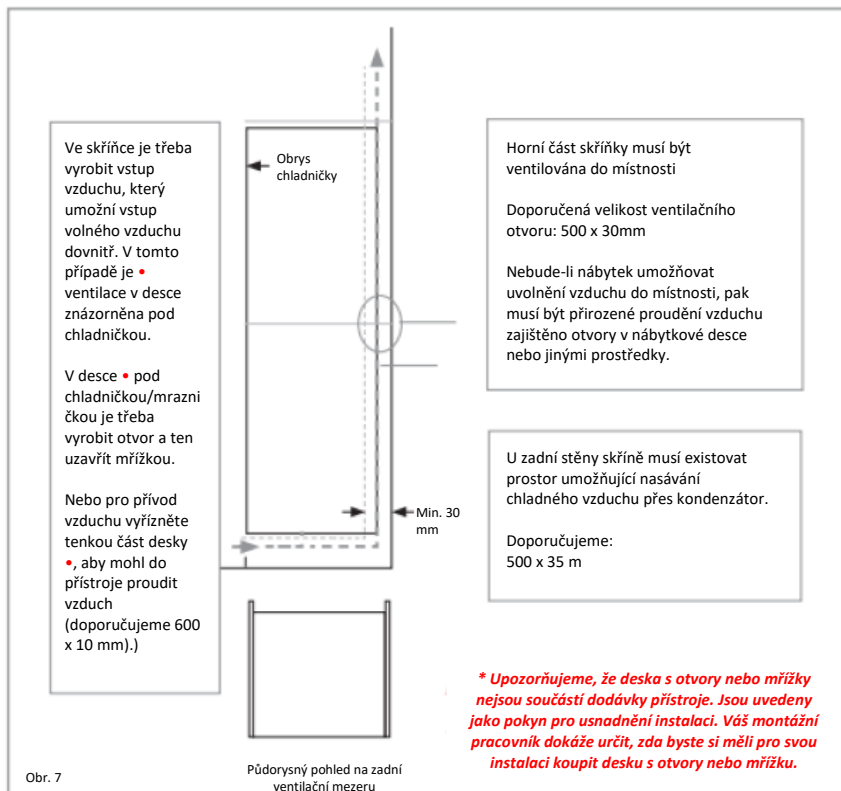 Ve skříňce je třeba
vyrobit vstup
vzduchu, který
umožní vstup
volného vzduchu
dovnitř. V tomto
případě je •
ventilace v desce
znázorněna pod
chladničkou.
V desce • pod
chladničkou/mrazni
čkou je třeba
vyrobit otvor a ten
uzavřít mřížkou.
Nebo pro přívod
vzduchu vyřízněte
tenkou část desky
•, aby mohl do
přístroje proudit
vzduch
(doporučujeme 600
x 10 mm).)
Obrys
chladničky
Min. 30
mm
Horní část skříňky musí být
ventilována do místnosti
Doporučená velikost ventilačního
otvoru: 500 x 30mm
Nebude-li nábytek umožňovat
uvolnění vzduchu do místnosti, pak
musí být přirozené proudění vzduchu
zajištěno otvory v nábytkové desce
nebo jinými prostředky.
U zadní stěny skříně musí existovat
prostor umožňující nasávání
chladného vzduchu přes kondenzátor.
Doporučujeme:
500 x 35 m
* Upozorňujeme, že deska s otvory nebo mřížky
nejsou součástí dodávky přístroje. Jsou uvedeny
jako pokyn pro usnadnění instalaci. Váš montážní
pracovník dokáže určit, zda byste si měli pro svou
instalaci koupit desku s otvory nebo mřížku.
Půdorysný pohled na zadní
ventilační mezeru
Obr. 7